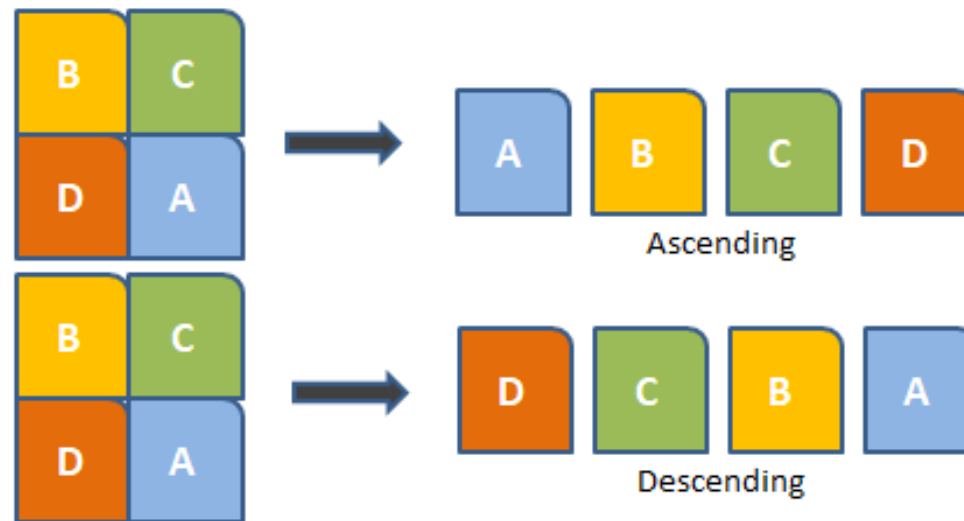 B C
D A
A B C D
Ascending
B C
D A
D C B A
Descending